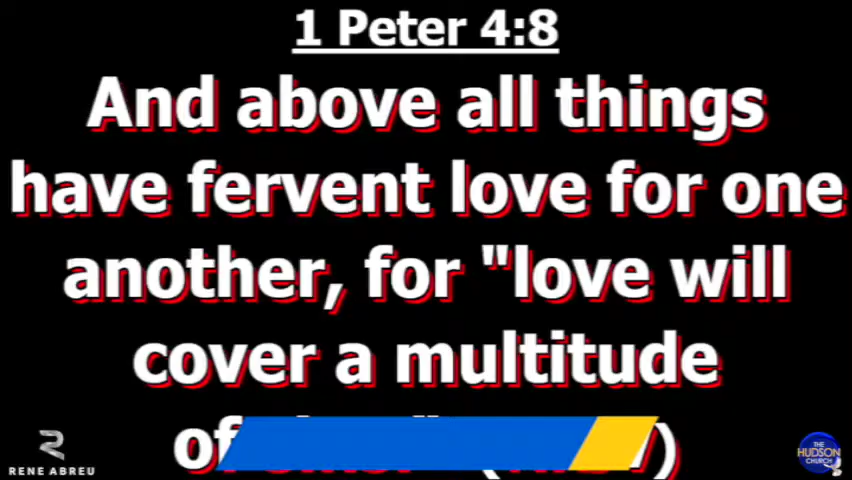 1 Peter 4:8
And above all things
have fervent love for one
another, for "love will
cover a multitude
of
RENE ABREU
THE
HUDSON
CHURCH